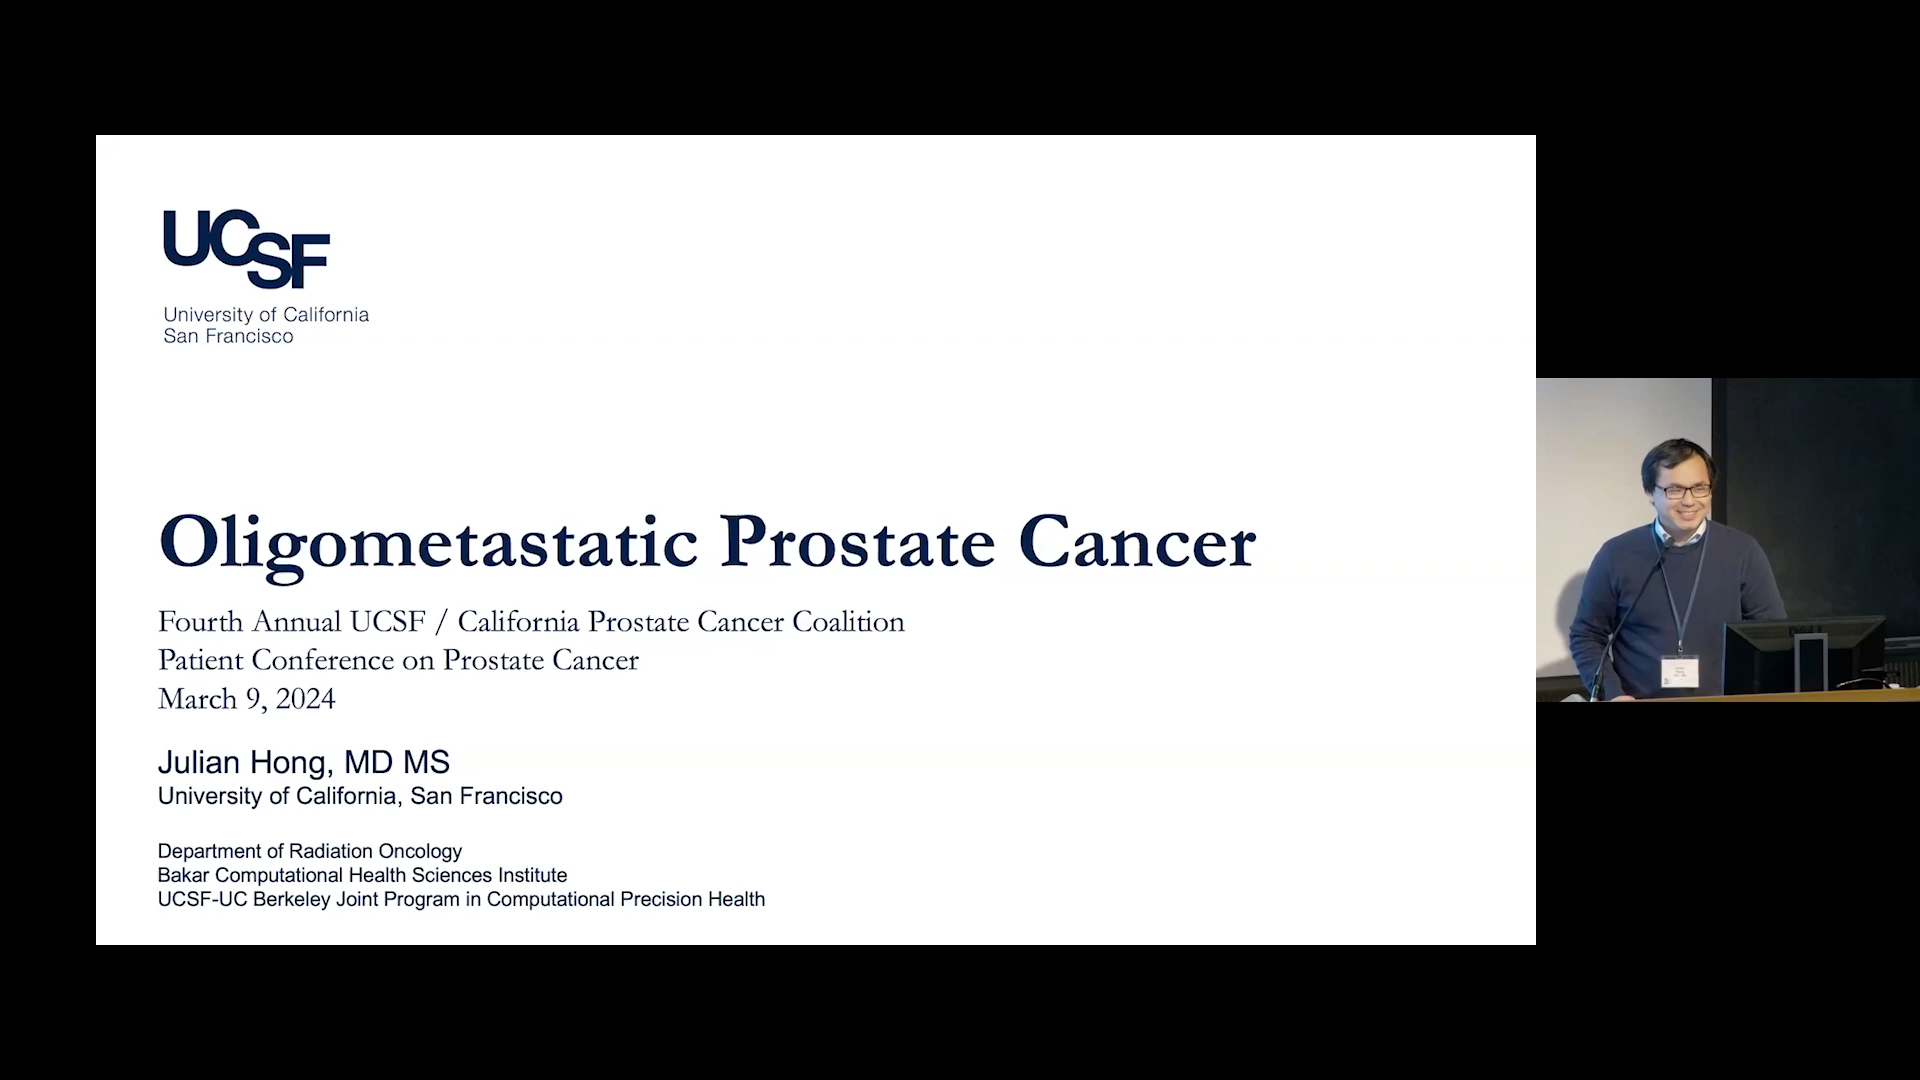 UCSF
University of California
San Francisco
Oligometastatic Prostate Cancer
Fourth Annual UCSF / California Prostate Cancer Coalition
Patient Conference on Prostate Cancer
March 9, 2024
Julian Hong, MD MS
University of California, San Francisco
Department of Radiation Oncology
Bakar Computational Health Sciences Institute
UCSF-UC Berkeley Joint Program in Computational Precision Health